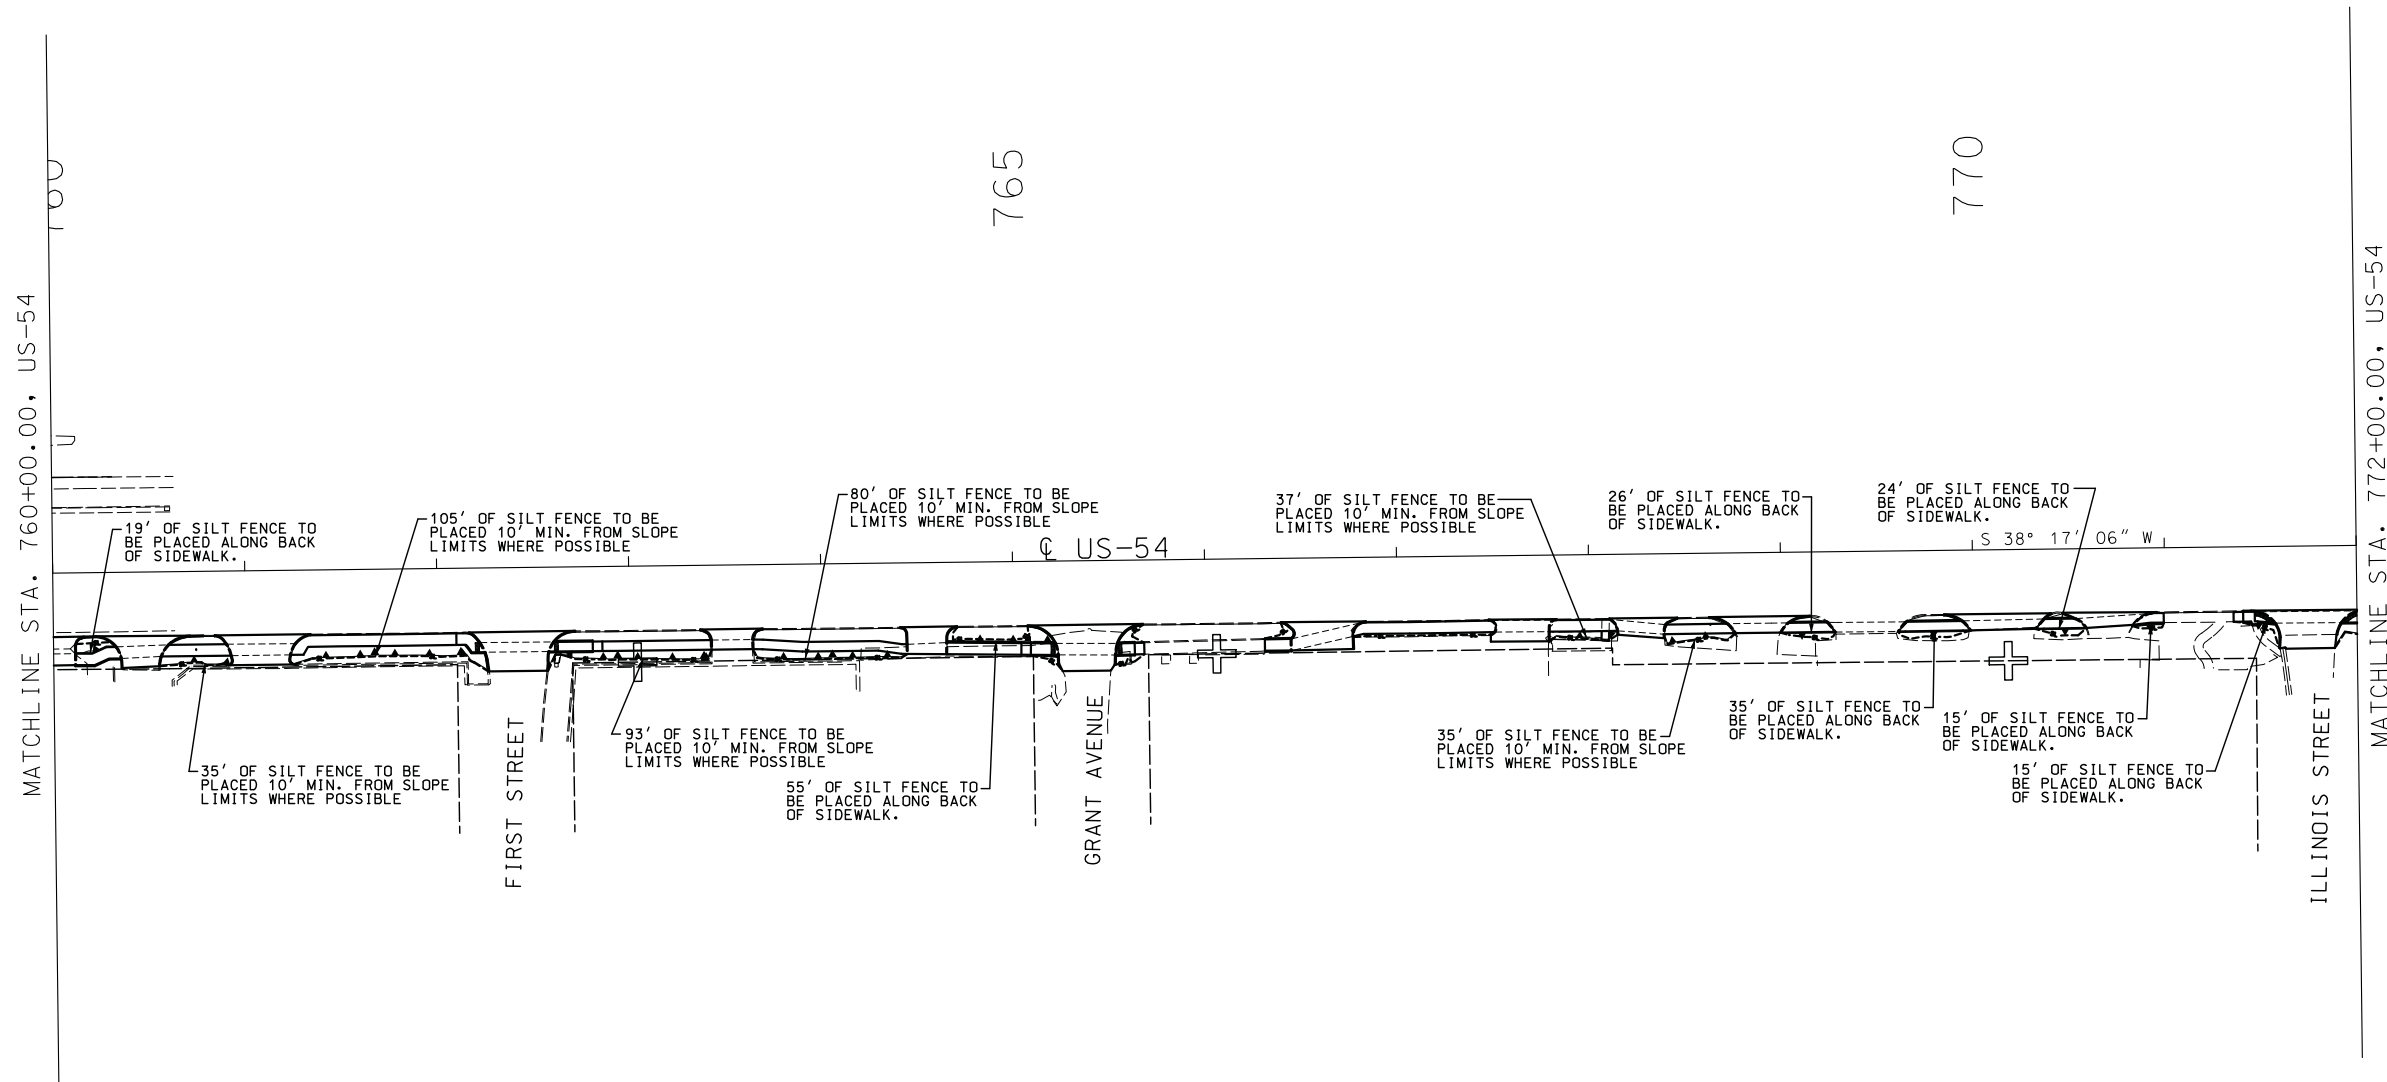 760
765
770
MATCHLINE STA. 760+00.00, US-54
MATCHLINE STA. 772+00.00, US-54
19' OF SILT FENCE TO
BE PLACED ALONG BACK
OF SIDEWALK.
105' OF SILT FENCE TO BE
PLACED 10' MIN. FROM SLOPE
LIMITS WHERE POSSIBLE
80' OF SILT FENCE TO BE
PLACED 10' MIN. FROM SLOPE
LIMITS WHERE POSSIBLE
℄ US-54
37' OF SILT FENCE TO BE
PLACED 10' MIN. FROM SLOPE
LIMITS WHERE POSSIBLE
26' OF SILT FENCE TO
BE PLACED ALONG BACK
OF SIDEWALK.
24' OF SILT FENCE TO
BE PLACED ALONG BACK
OF SIDEWALK.
S 38° 17' 06" W
35' OF SILT FENCE TO BE
PLACED 10' MIN. FROM SLOPE
LIMITS WHERE POSSIBLE
FIRST STREET
93' OF SILT FENCE TO BE
PLACED 10' MIN. FROM SLOPE
LIMITS WHERE POSSIBLE
55' OF SILT FENCE TO
BE PLACED ALONG BACK
OF SIDEWALK.
GRANT AVENUE
35' OF SILT FENCE TO BE
PLACED 10' MIN. FROM SLOPE
LIMITS WHERE POSSIBLE
35' OF SILT FENCE TO
BE PLACED ALONG BACK
OF SIDEWALK.
15' OF SILT FENCE TO
BE PLACED ALONG BACK
OF SIDEWALK.
15' OF SILT FENCE TO
BE PLACED ALONG BACK
OF SIDEWALK.
ILLINOIS STREET